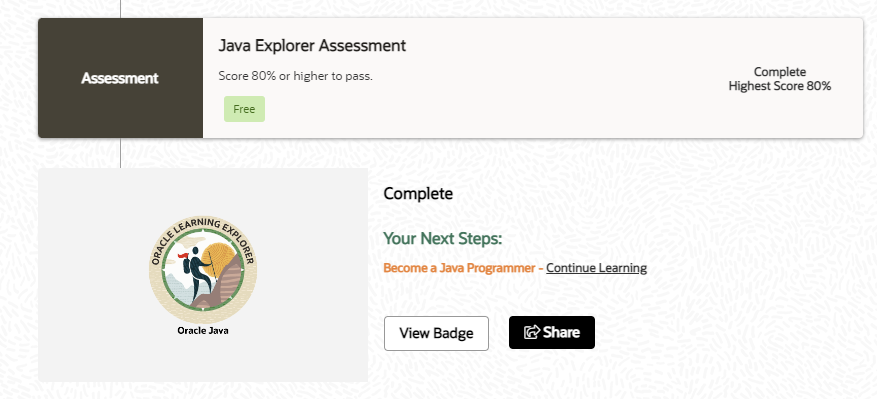 Assessment
Java Explorer Assessment
Score 80% or higher to pass.
Free
Complete
Highest Score 80%
ORACLE LEARNING EXPLORER
Oracle Java
Complete
Your Next Steps:
Become a Java Programmer - Continue Learning
View Badge
Share